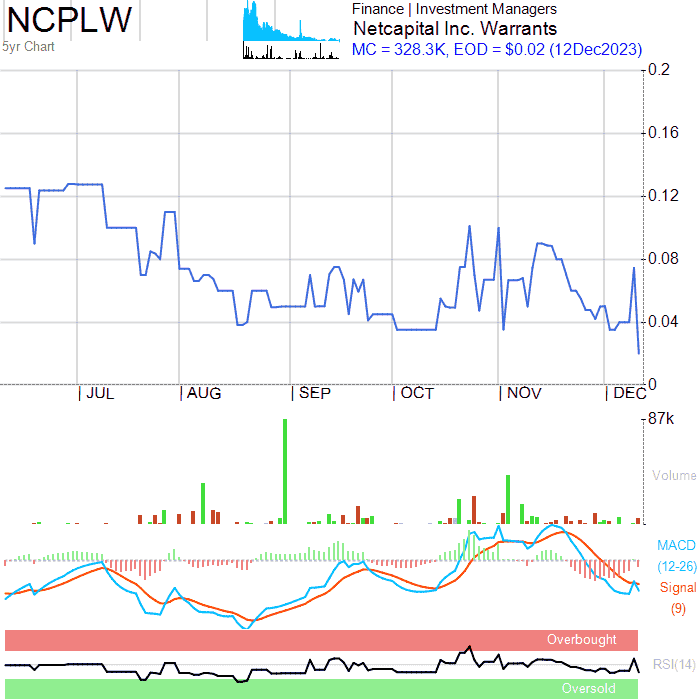 NCPLW
5yr Chart
Finance | Investment Managers
Netcapital Inc. Warrants
MC = 328.3K, EOD = $0.02 (12Dec2023)
0.2
0.16
0.12
0.08
0.04
0
JUL AUG SEP OCT NOV DEC
87k
Volume
MACD
(12-26)
Signal
(9)
Overbought
RSI(14)
Oversold